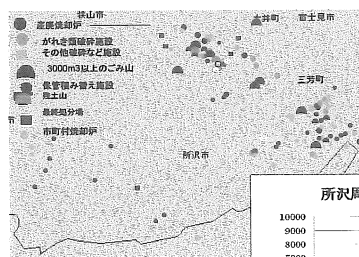 狭山市
産廃焼却炉
大井町
富士見市
がれき類破砕施設
その他破砕など施設
3000m3以上のごみ山
三芳町
保管積み替え施設
残土山
最終処分場
市町村焼却炉
市
所沢市
所沢周
10000
9000
8000